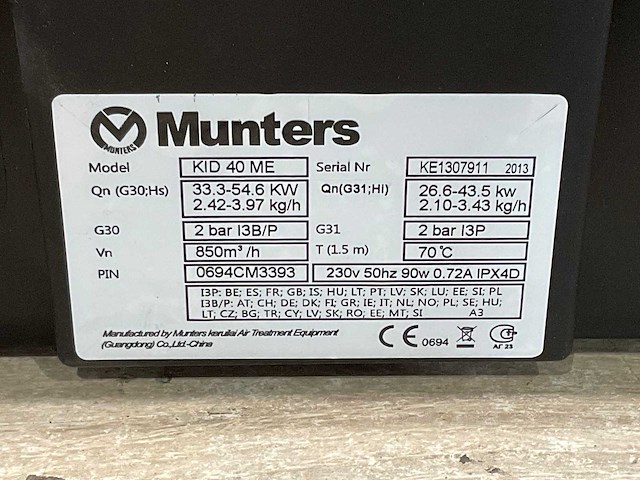 MUNTERS
Munters
Model KID 40 ME Serial Nr KE1307911 2013
Qn (G30;Hs) 33.3-54.6 KW Qn(G31;HI) 26.6-43.5 kw
2.42-3.97 kg/h 2.10-3.43 kg/h
G30 2 bar I3B/P G31 2 bar I3P
Vn 850m³/h T (1.5 m) 70℃
PIN 0694CM3393 230v 50hz 90w 0.72A IPX4D
I3P: BE; ES; FR; GB; IS; HU; LT; PT; LV; SK; LU; EE; SI; PL
I3B/P: AT; CH; DE; DK; FI; GR; IE; IT; NL; NO; PL; SE; HU;
LT; CZ; BG; TR; CY; LV; SK; RO; EE; MT; SI A3
Manufactured by Munters keruilai Air Treatment Equipment
(Guangdong) Co.,Ltd.-China
CE 0694
АГ 23